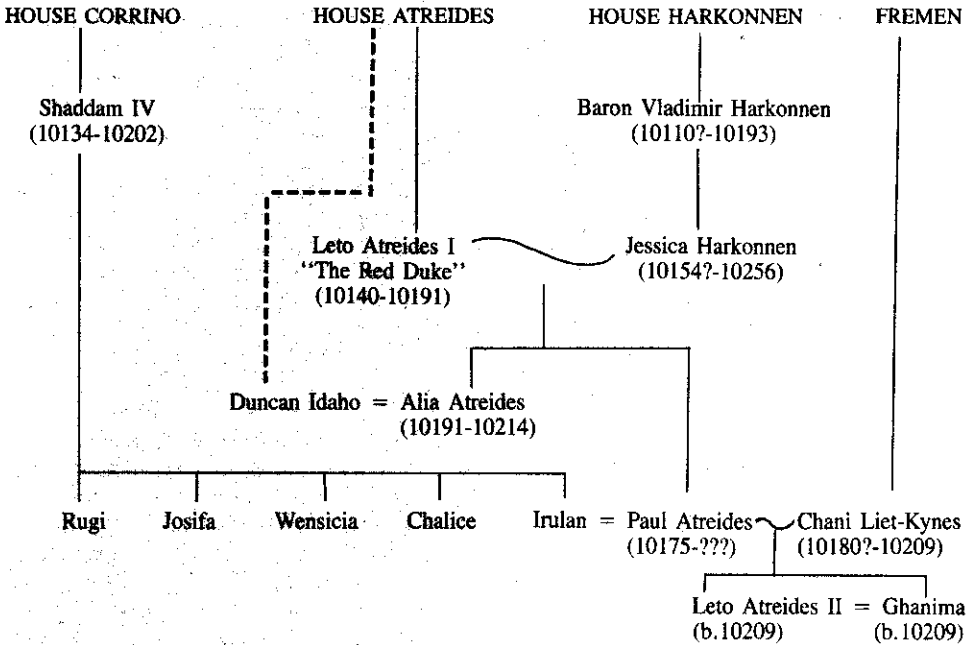 HOUSE CORRINO HOUSE ATREIDES HOUSE HARKONNEN FREMEN
Shaddam IV
(10134-10202)
Baron Vladimir Harkonnen
(10110?-10193)
Leto Atreides I
“The Red Duke”
(10140-10191)
Jessica Harkonnen
(10154?-10256)
Duncan Idaho = Alia Atreides
(10191-10214)
Rugi Josifa Wensicia Chalice Irulan = Paul Atreides Chani Liet-Kynes
(10175-???) (10180?-10209)
Leto Atreides II = Ghanima
(b.10209) (b.10209)